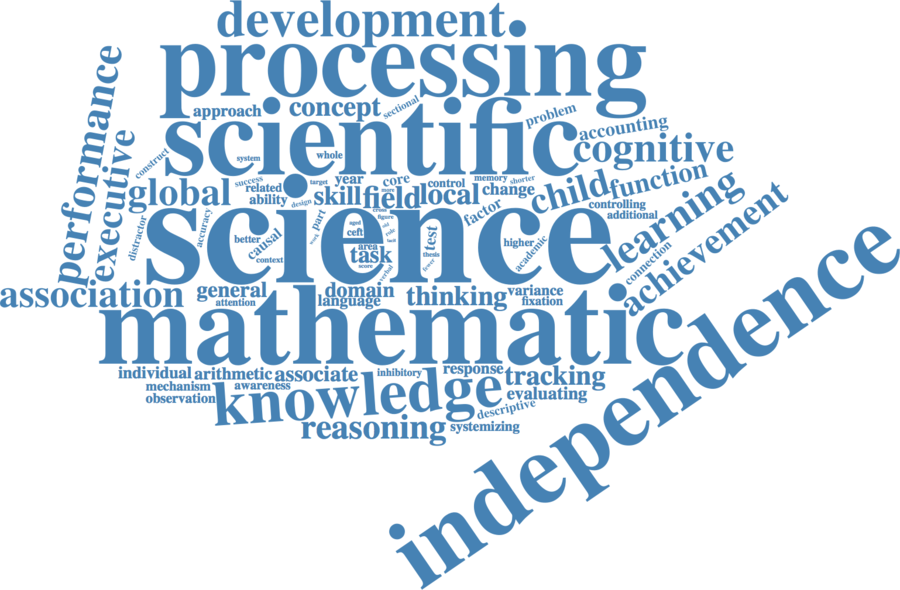 development
processing
performance
approach
concept
sectional
problem
scientific
accounting
cognitive
executive
construct
system
whole
global
success
related
ability
target
year
core
memory
shorter
control
change
child
function
design
skill
field
local
factor
controlling
additional
learning
achievement
distractor
accuracy
science
better
causal
context
part
aged
figure
ceft
area
task
score
verbal
test
thesis
fewer
higher
academic
connection
association
general
attention
domain
language
thinking
variance
fixation
mathematic
independence
individual
arithmetic
associate
inhibitory
response
tracking
mechanism
awareness
observation
knowledge
evaluating
descriptive
reasoning
systemizing